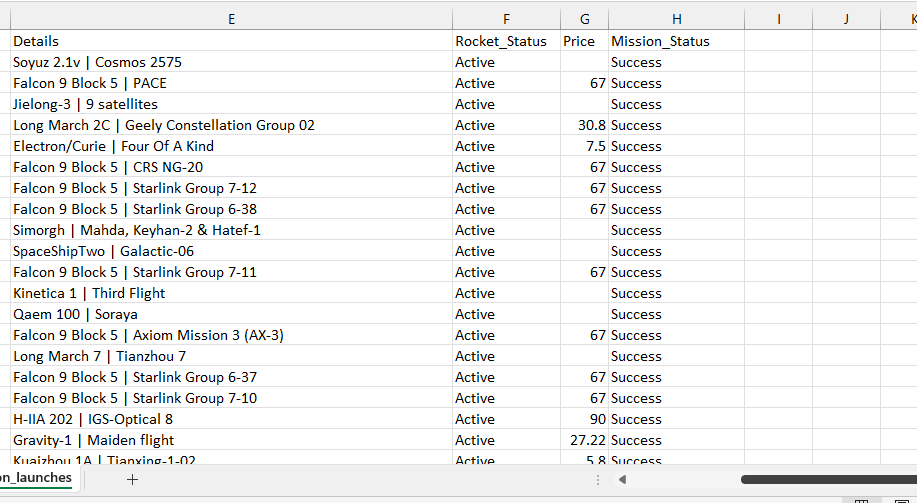 E F G H I J K
Details Rocket_Status Price Mission_Status
Soyuz 2.1v | Cosmos 2575 Active Success
Falcon 9 Block 5 | PACE Active 67 Success
Jielong-3 | 9 satellites Active Success
Long March 2C | Geely Constellation Group 02 Active 30.8 Success
Electron/Curie | Four Of A Kind Active 7.5 Success
Falcon 9 Block 5 | CRS NG-20 Active 67 Success
Falcon 9 Block 5 | Starlink Group 7-12 Active 67 Success
Falcon 9 Block 5 | Starlink Group 6-38 Active 67 Success
Simorgh | Mahda, Keyhan-2 & Hatef-1 Active Success
SpaceShipTwo | Galactic-06 Active Success
Falcon 9 Block 5 | Starlink Group 7-11 Active 67 Success
Kinetica 1 | Third Flight Active Success
Qaem 100 | Soraya Active Success
Falcon 9 Block 5 | Axiom Mission 3 (AX-3) Active 67 Success
Long March 7 | Tianzhou 7 Active Success
Falcon 9 Block 5 | Starlink Group 6-37 Active 67 Success
Falcon 9 Block 5 | Starlink Group 7-10 Active 67 Success
H-IIA 202 | IGS-Optical 8 Active 90 Success
Gravity-1 | Maiden flight Active 27.22 Success
Kuaizhou 1A | Tianxing-1-02 Active 5.8 Success
on_launches